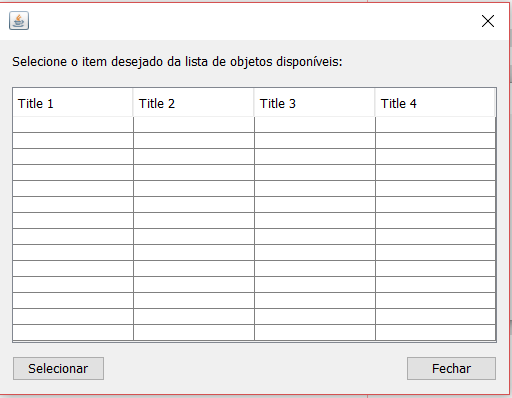 Selecione o item desejado da lista de objetos disponíveis:
Title 1 Title 2 Title 3 Title 4
Selecionar Fechar